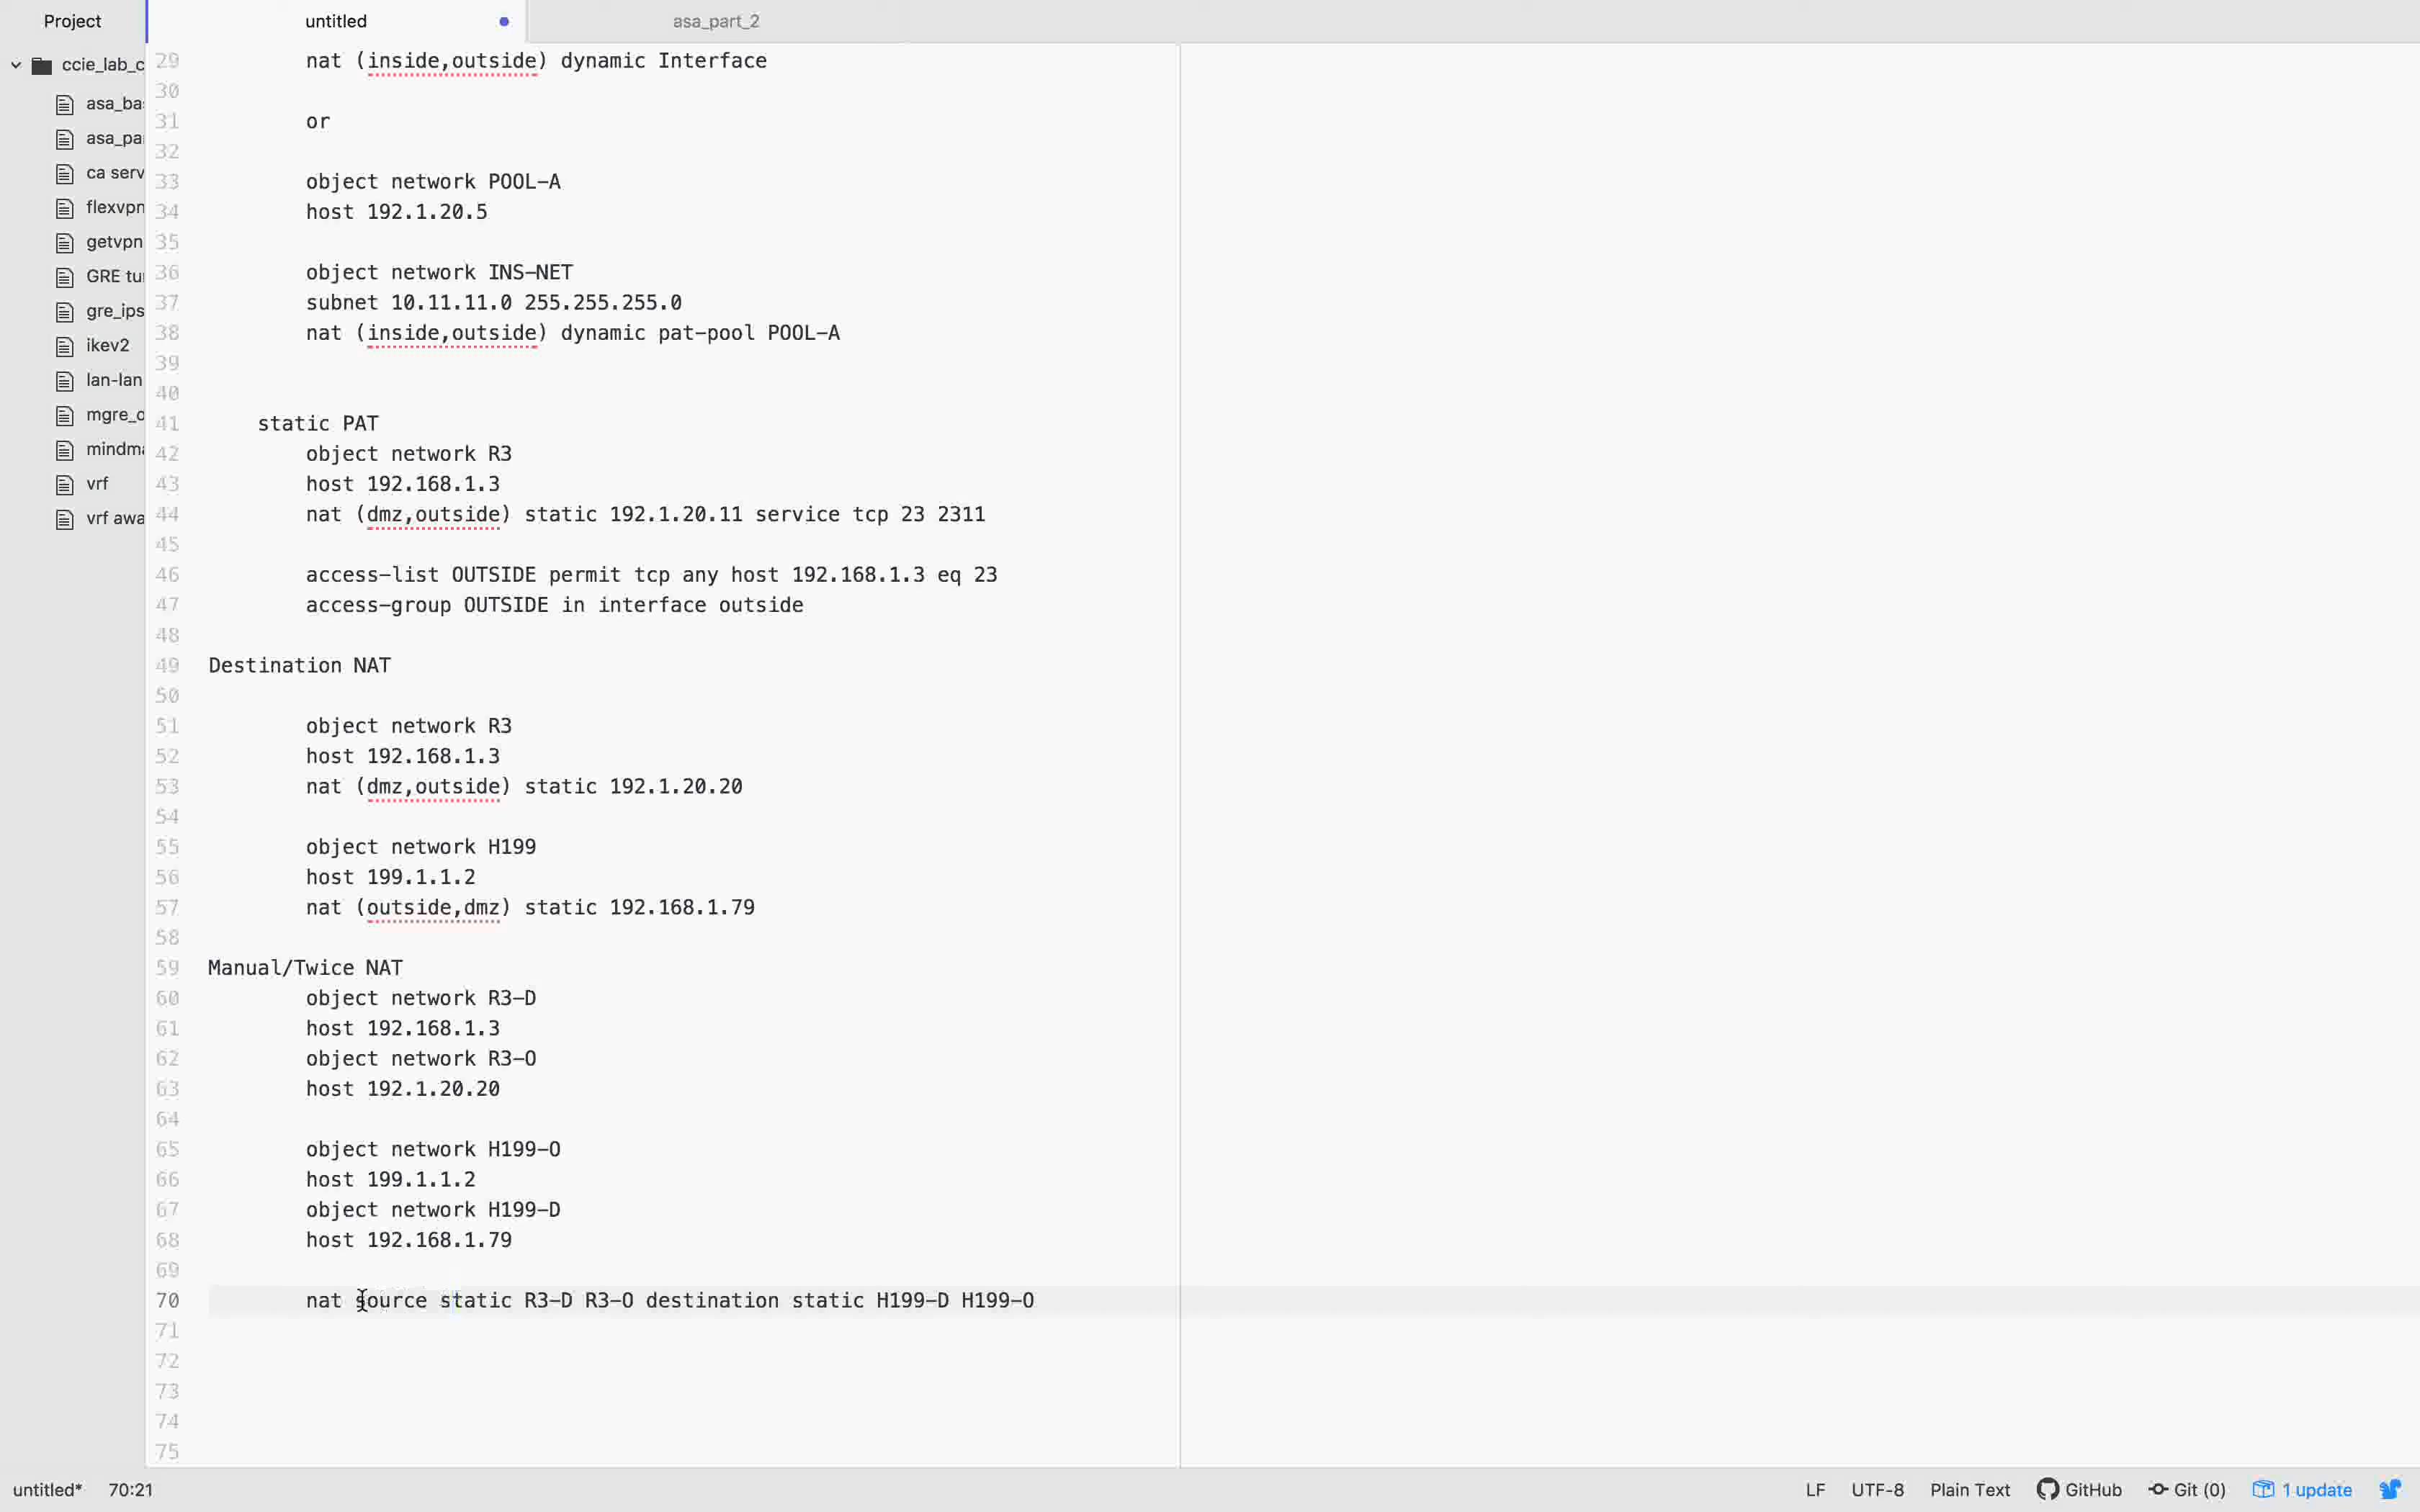 Project
untitled
asa_part_2
ccie_lab_c
asa_ba
asa_pa
ca serv
flexvpn
getvpn
GRE tu
gre_ips
ikev2
lan-lan
mgre_o
mindma
vrf
vrf awa
29 nat (inside,outside) dynamic Interface
30
31 or
32
33 object network POOL-A
34 host 192.1.20.5
35
36 object network INS-NET
37 subnet 10.11.11.0 255.255.255.0
38 nat (inside,outside) dynamic pat-pool POOL-A
39
40
41 static PAT
42 object network R3
43 host 192.168.1.3
44 nat (dmz,outside) static 192.1.20.11 service tcp 23 2311
45
46 access-list OUTSIDE permit tcp any host 192.168.1.3 eq 23
47 access-group OUTSIDE in interface outside
48
49 Destination NAT
50
51 object network R3
52 host 192.168.1.3
53 nat (dmz,outside) static 192.1.20.20
54
55 object network H199
56 host 199.1.1.2
57 nat (outside,dmz) static 192.168.1.79
58
59 Manual/Twice NAT
60 object network R3-D
61 host 192.168.1.3
62 object network R3-O
63 host 192.1.20.20
64
65 object network H199-O
66 host 199.1.1.2
67 object network H199-D
68 host 192.168.1.79
69
70 nat source static R3-D R3-O destination static H199-D H199-O
71
72
73
74
75
untitled* 70:21 LF UTF-8 Plain Text GitHub Git (0) 1 update